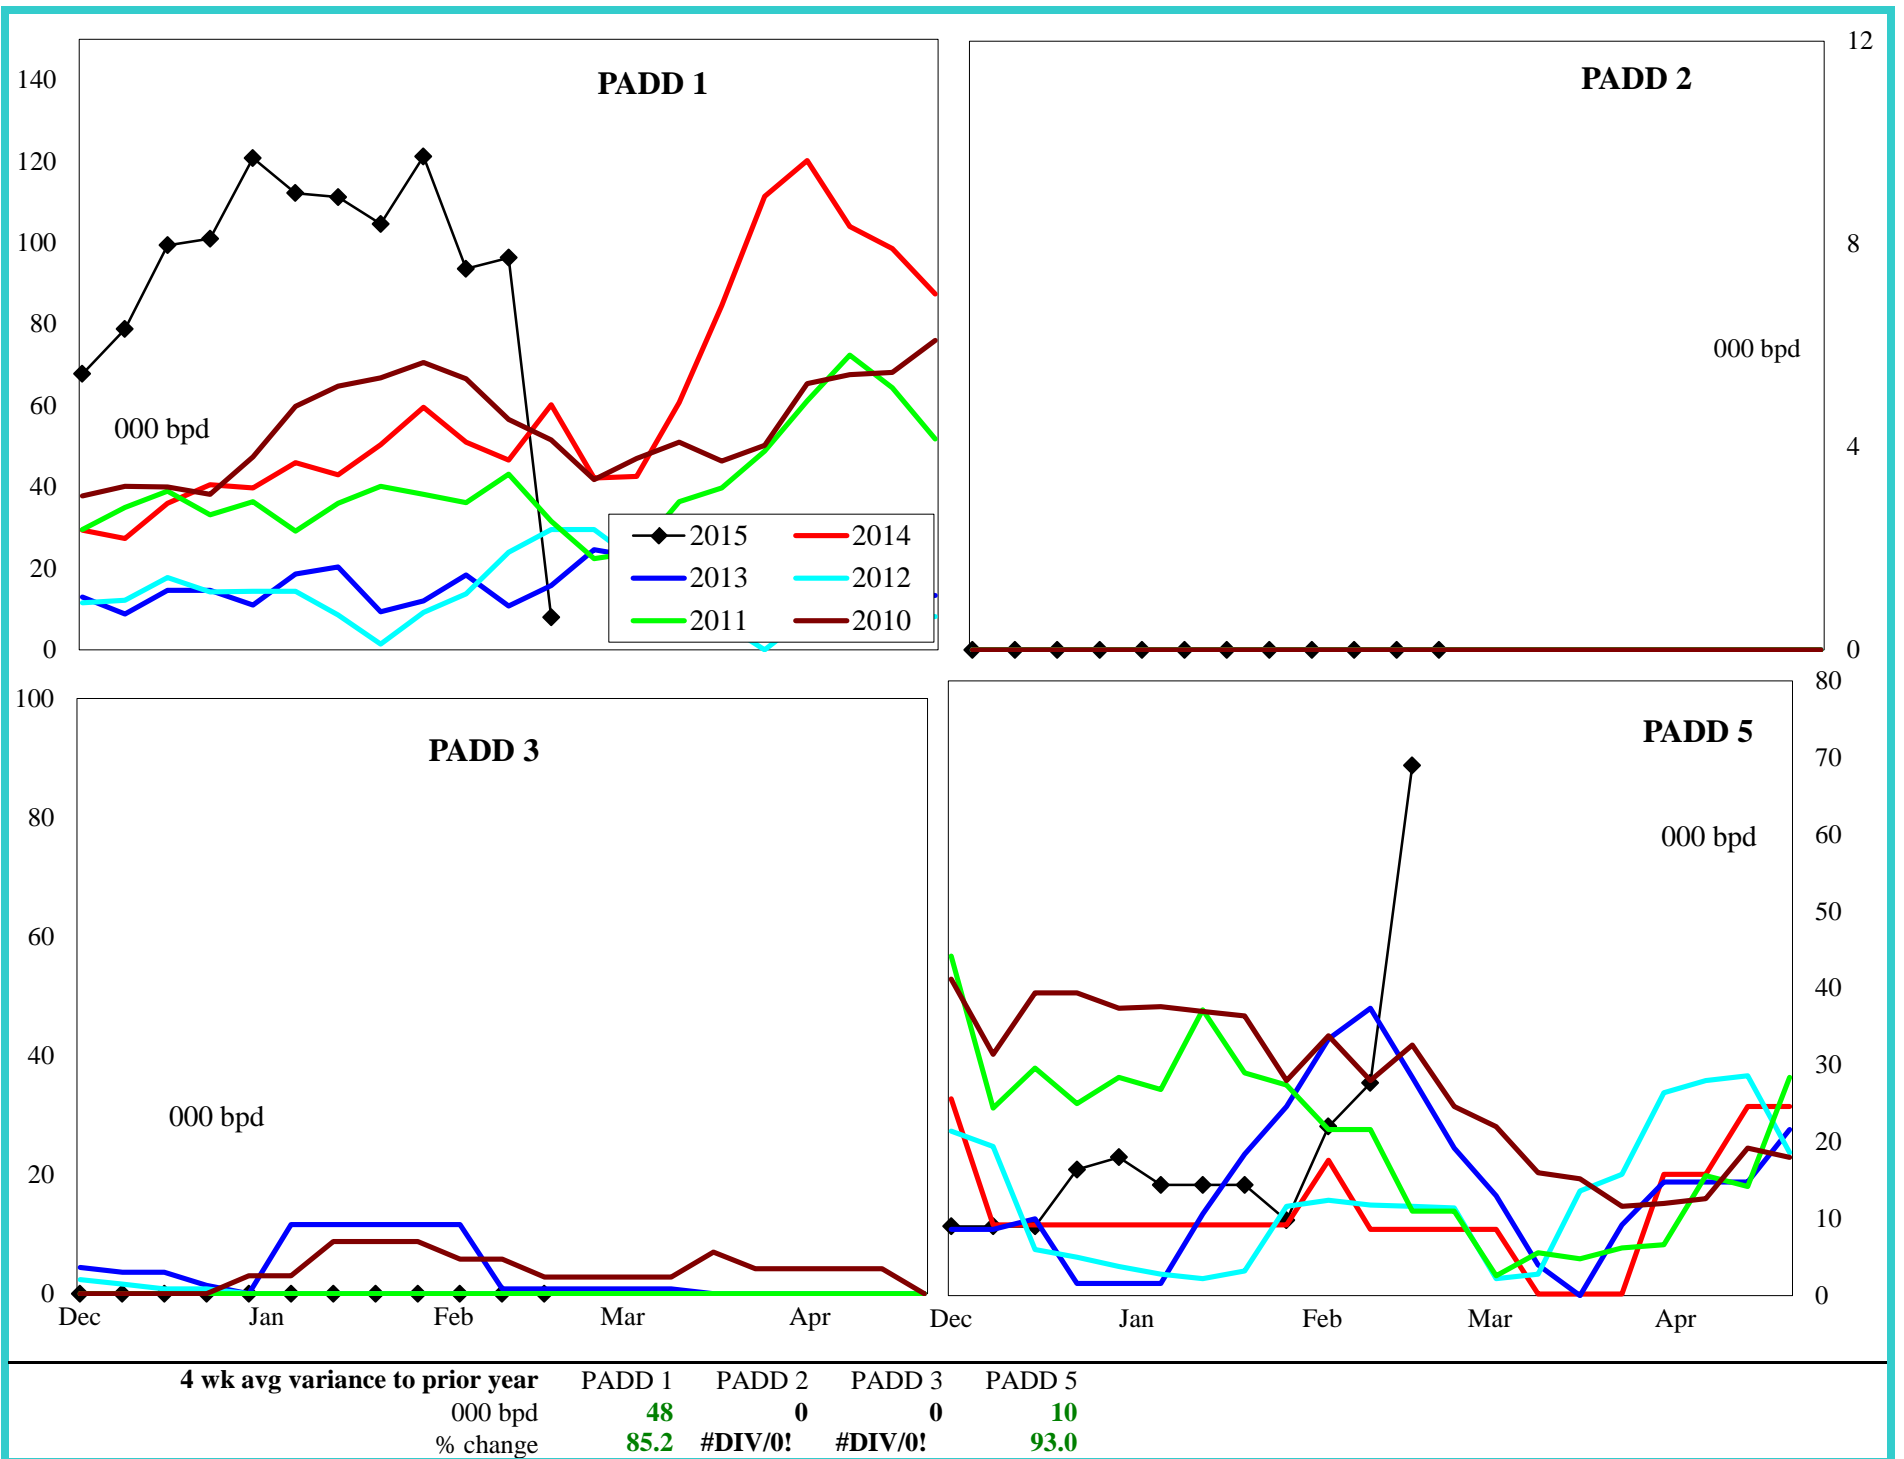 PADD 1
140
120
100
80
60
40
20
0
000 bpd
2015 2014
2013 2012
2011 2010
PADD 2
12
8
4
0
000 bpd
PADD 3
100
80
60
40
20
0
000 bpd
Dec Jan Feb Mar Apr
PADD 5
80
70
60
50
40
30
20
10
0
000 bpd
Dec Jan Feb Mar Apr
4 wk avg variance to prior year PADD 1 PADD 2 PADD 3 PADD 5
000 bpd 48 0 0 10
% change 85.2 #DIV/0! #DIV/0! 93.0